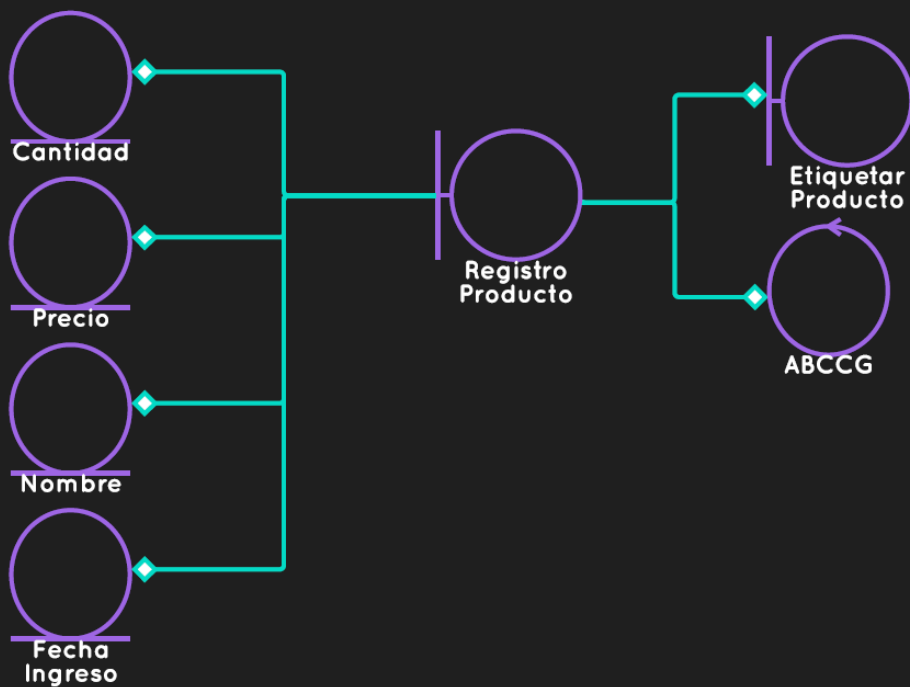 Cantidad
Precio
Nombre
Fecha
Ingreso
Registro
Producto
Etiquetar
Producto
ABCCG